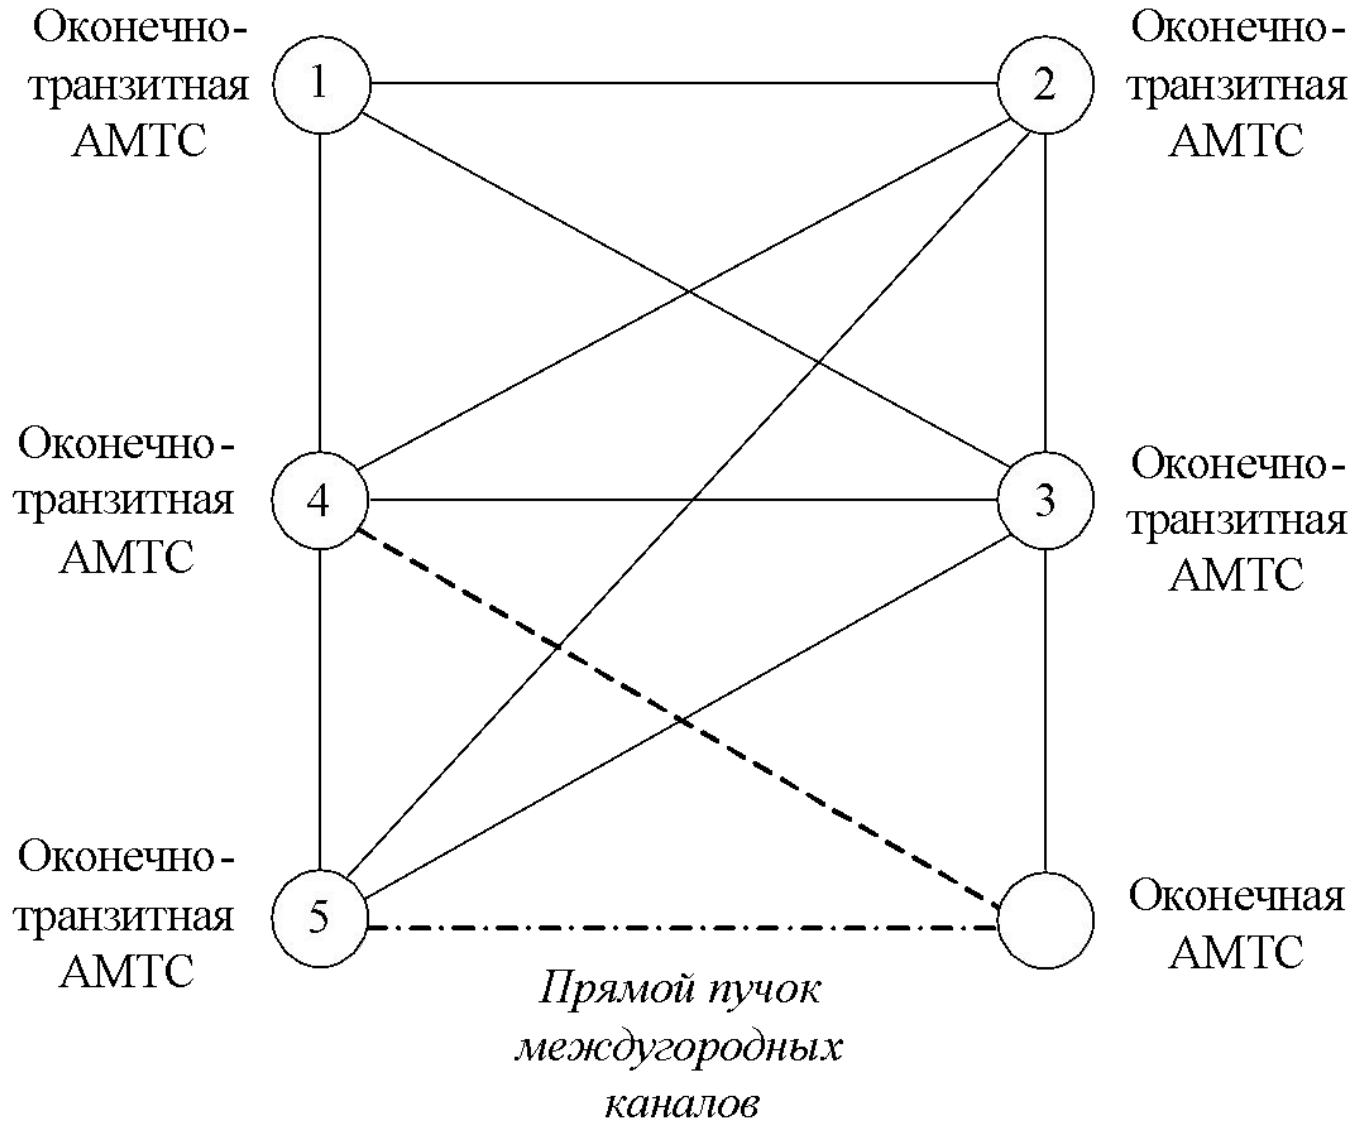 Оконечно-
транзитная
АМТС
1
2
Оконечно-
транзитная
АМТС
Оконечно-
транзитная
АМТС
4
3
Оконечно-
транзитная
АМТС
Оконечно-
транзитная
АМТС
5
Оконечная
АМТС
Прямой пучок
междугородных
каналов